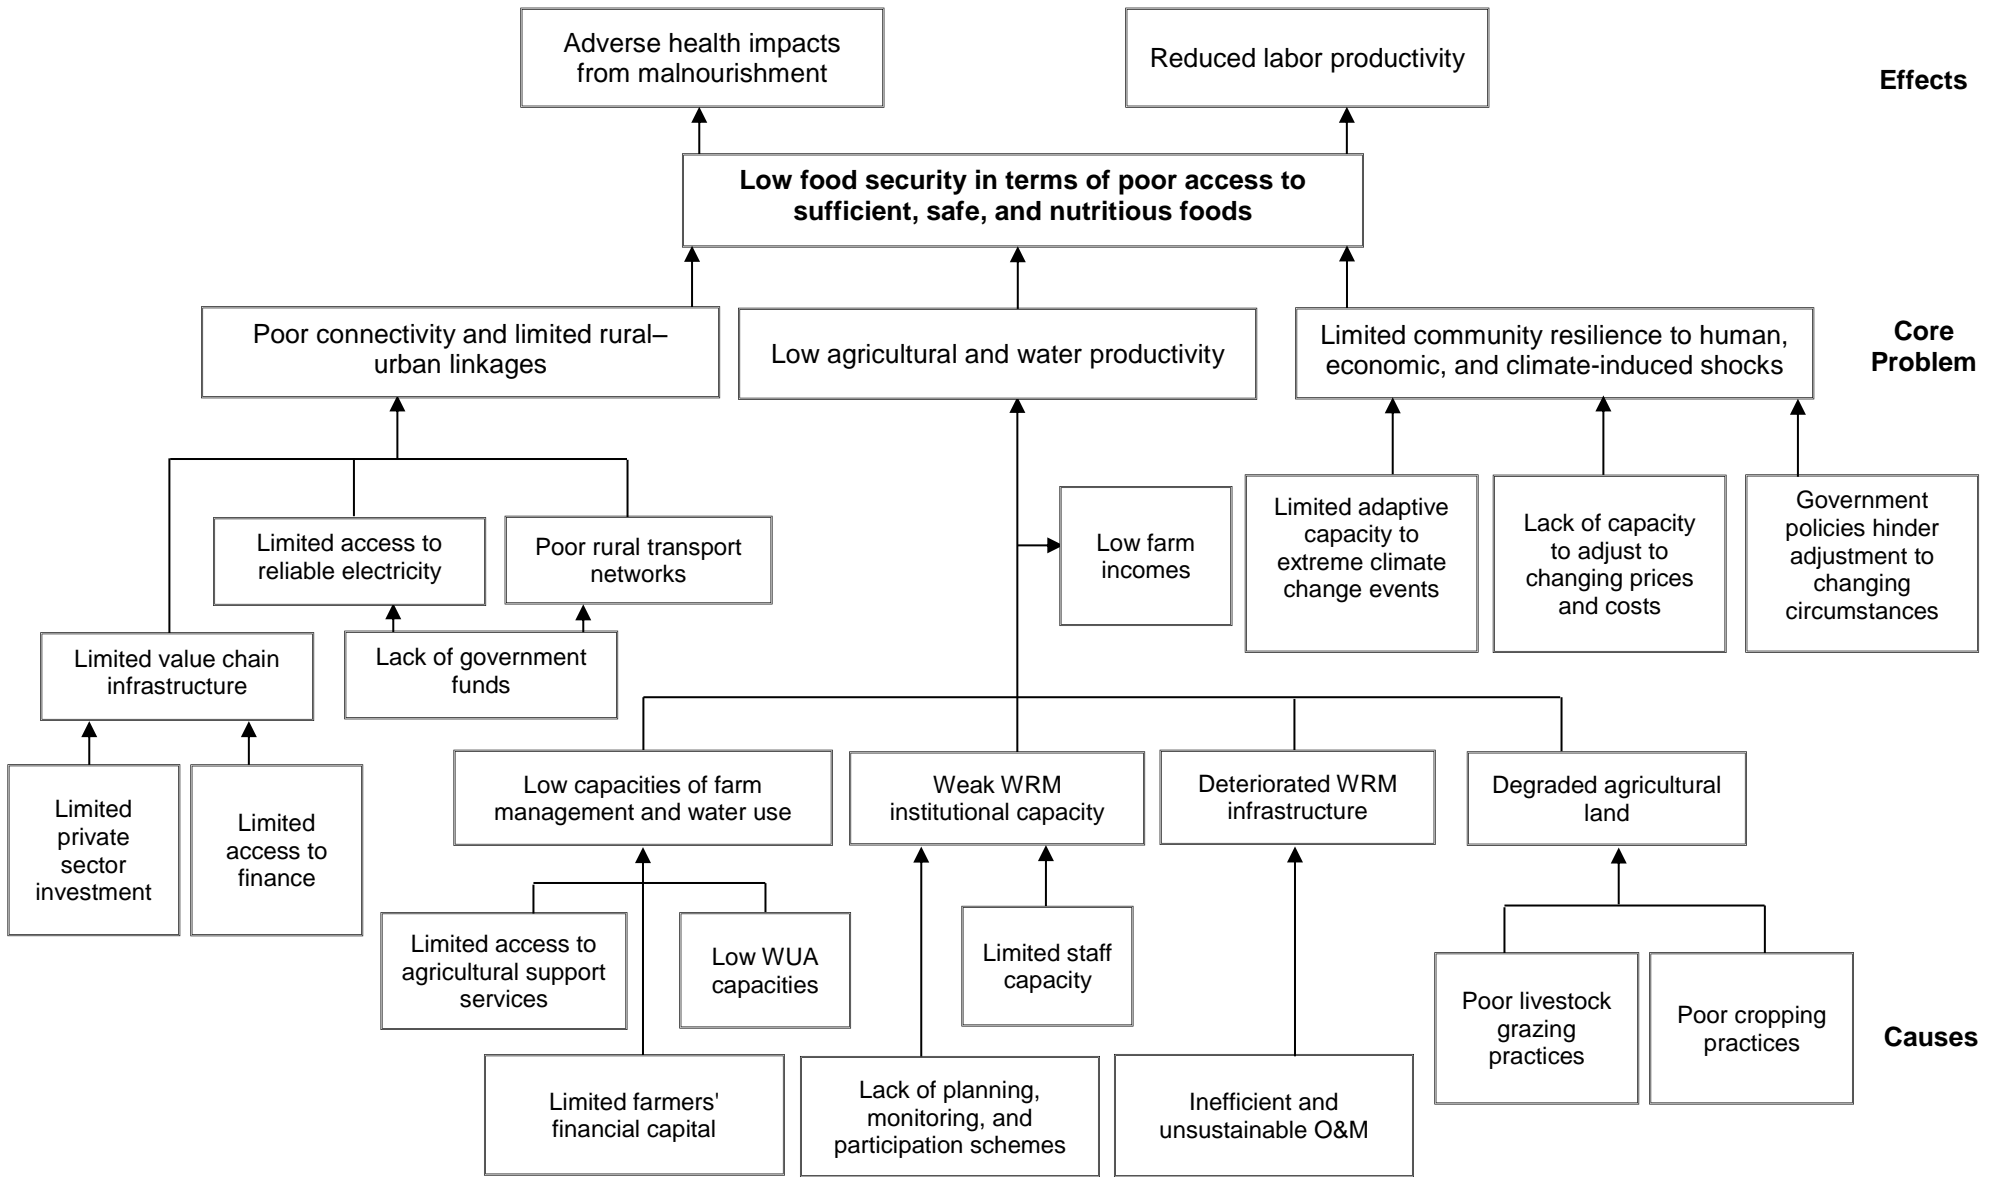 Adverse health impacts
from malnourishment
Reduced labor productivity
Effects
Low food security in terms of poor access to
sufficient, safe, and nutritious foods
Poor connectivity and limited rural–
urban linkages
Low agricultural and water productivity
Limited community resilience to human,
economic, and climate-induced shocks
Core
Problem
Limited access to
reliable electricity
Poor rural transport
networks
Low farm
incomes
Limited adaptive
capacity to
extreme climate
change events
Lack of capacity
to adjust to
changing prices
and costs
Government
policies hinder
adjustment to
changing
circumstances
Limited value chain
infrastructure
Lack of government
funds
Limited
private
sector
investment
Limited
access to
finance
Low capacities of farm
management and water use
Weak WRM
institutional capacity
Deteriorated WRM
infrastructure
Degraded agricultural
land
Limited access to
agricultural support
services
Low WUA
capacities
Limited staff
capacity
Poor livestock
grazing
practices
Poor cropping
practices
Causes
Limited farmers'
financial capital
Lack of planning,
monitoring, and
participation schemes
Inefficient and
unsustainable O&M